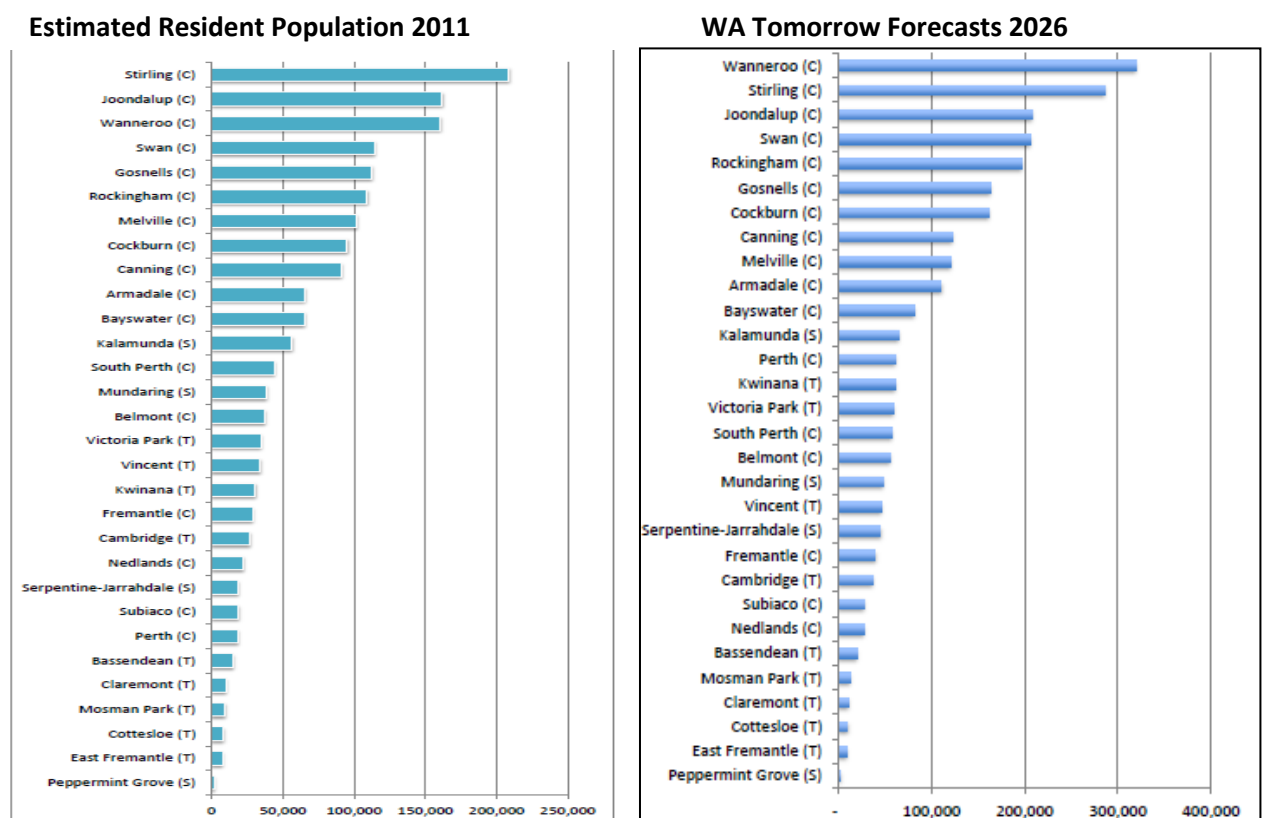 Estimated Resident Population 2011
Stirling (C)
Joondalup (C)
Wanneroo (C)
Swan (C)
Gosnells (C)
Rockingham (C)
Melville (C)
Cockburn (C)
Canning (C)
Armadale (C)
Bayswater (C)
Kalamunda (S)
South Perth (C)
Mundaring (S)
Belmont (C)
Victoria Park (T)
Vincent (T)
Kwinana (T)
Fremantle (C)
Cambridge (T)
Nedlands (C)
Serpentine-Jarrahdale (S)
Subiaco (C)
Perth (C)
Bassendean (T)
Claremont (T)
Mosman Park (T)
Cottesloe (T)
East Fremantle (T)
Peppermint Grove (S)
0 50,000 100,000 150,000 200,000 250,000
WA Tomorrow Forecasts 2026
Wanneroo (C)
Stirling (C)
Joondalup (C)
Swan (C)
Rockingham (C)
Gosnells (C)
Cockburn (C)
Canning (C)
Melville (C)
Armadale (C)
Bayswater (C)
Kalamunda (S)
Perth (C)
Kwinana (T)
Victoria Park (T)
South Perth (C)
Belmont (C)
Mundaring (S)
Vincent (T)
Serpentine-Jarrahdale (S)
Fremantle (C)
Cambridge (T)
Subiaco (C)
Nedlands (C)
Bassendean (T)
Mosman Park (T)
Claremont (T)
Cottesloe (T)
East Fremantle (T)
Peppermint Grove (S)
- 100,000 200,000 300,000 400,000